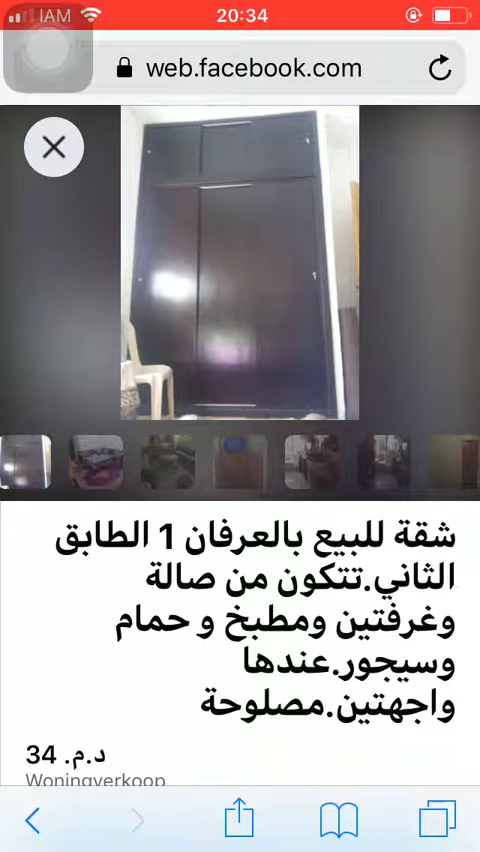 IAM 20:34
web.facebook.com
شقة للبيع بالعرفان 1 الطابق
الثاني.تتكون من صالة
وغرفتين ومطبخ و حمام
وسيجور.عندها
واجهتين.مصلوحة
د.م. 34
Woningverkoop